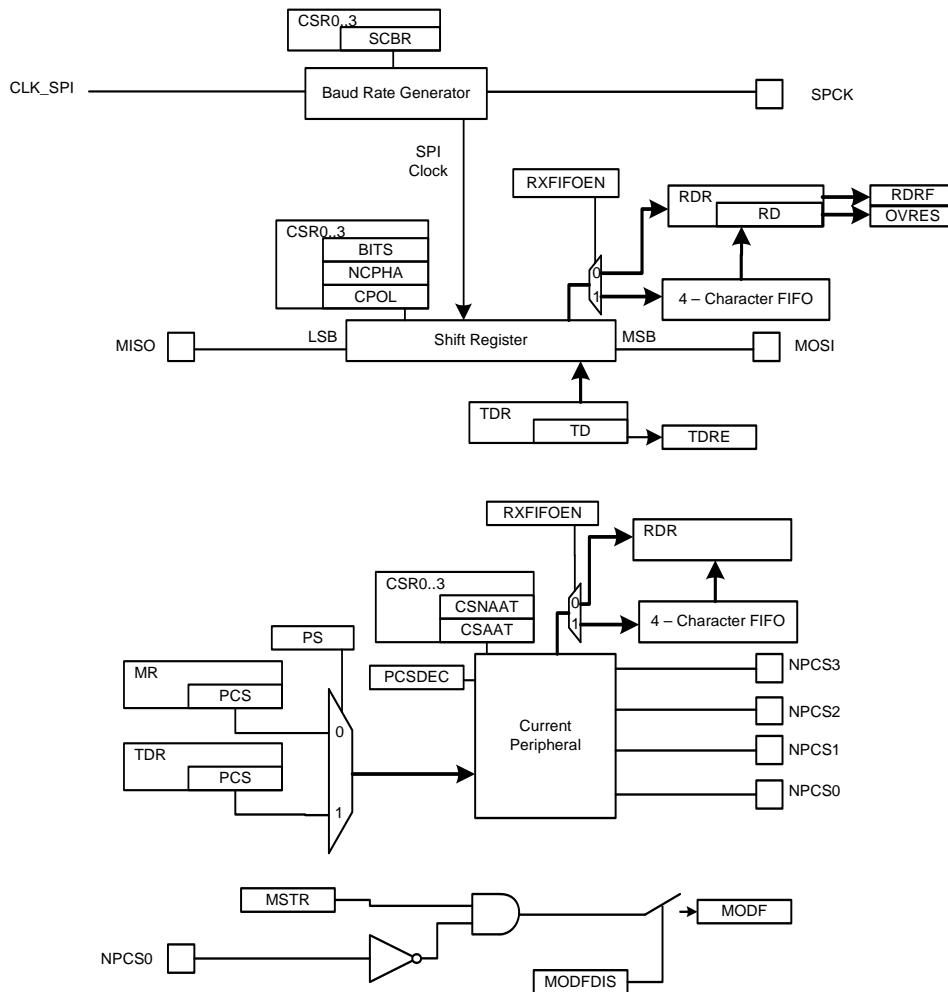 CSR0..3
SCBR
CLK_SPI
Baud Rate Generator
SPCK
SPI
Clock
RXFIFOEN
RDR
RD
RDRF
OVRES
CSR0..3
BITS
NCPHA
CPOL
0
1
4 – Character FIFO
MISO
LSB
Shift Register
MSB
MOSI
TDR
TD
TDRE
RXFIFOEN
RDR
CSR0..3
CSNAAT
CSAAT
0
1
4 – Character FIFO
PS
MR
PCS
PCSDEC
NPCS3
0
Current
Peripheral
NPCS2
TDR
PCS
NPCS1
1
NPCS0
MSTR
MODF
NPCS0
MODFDIS